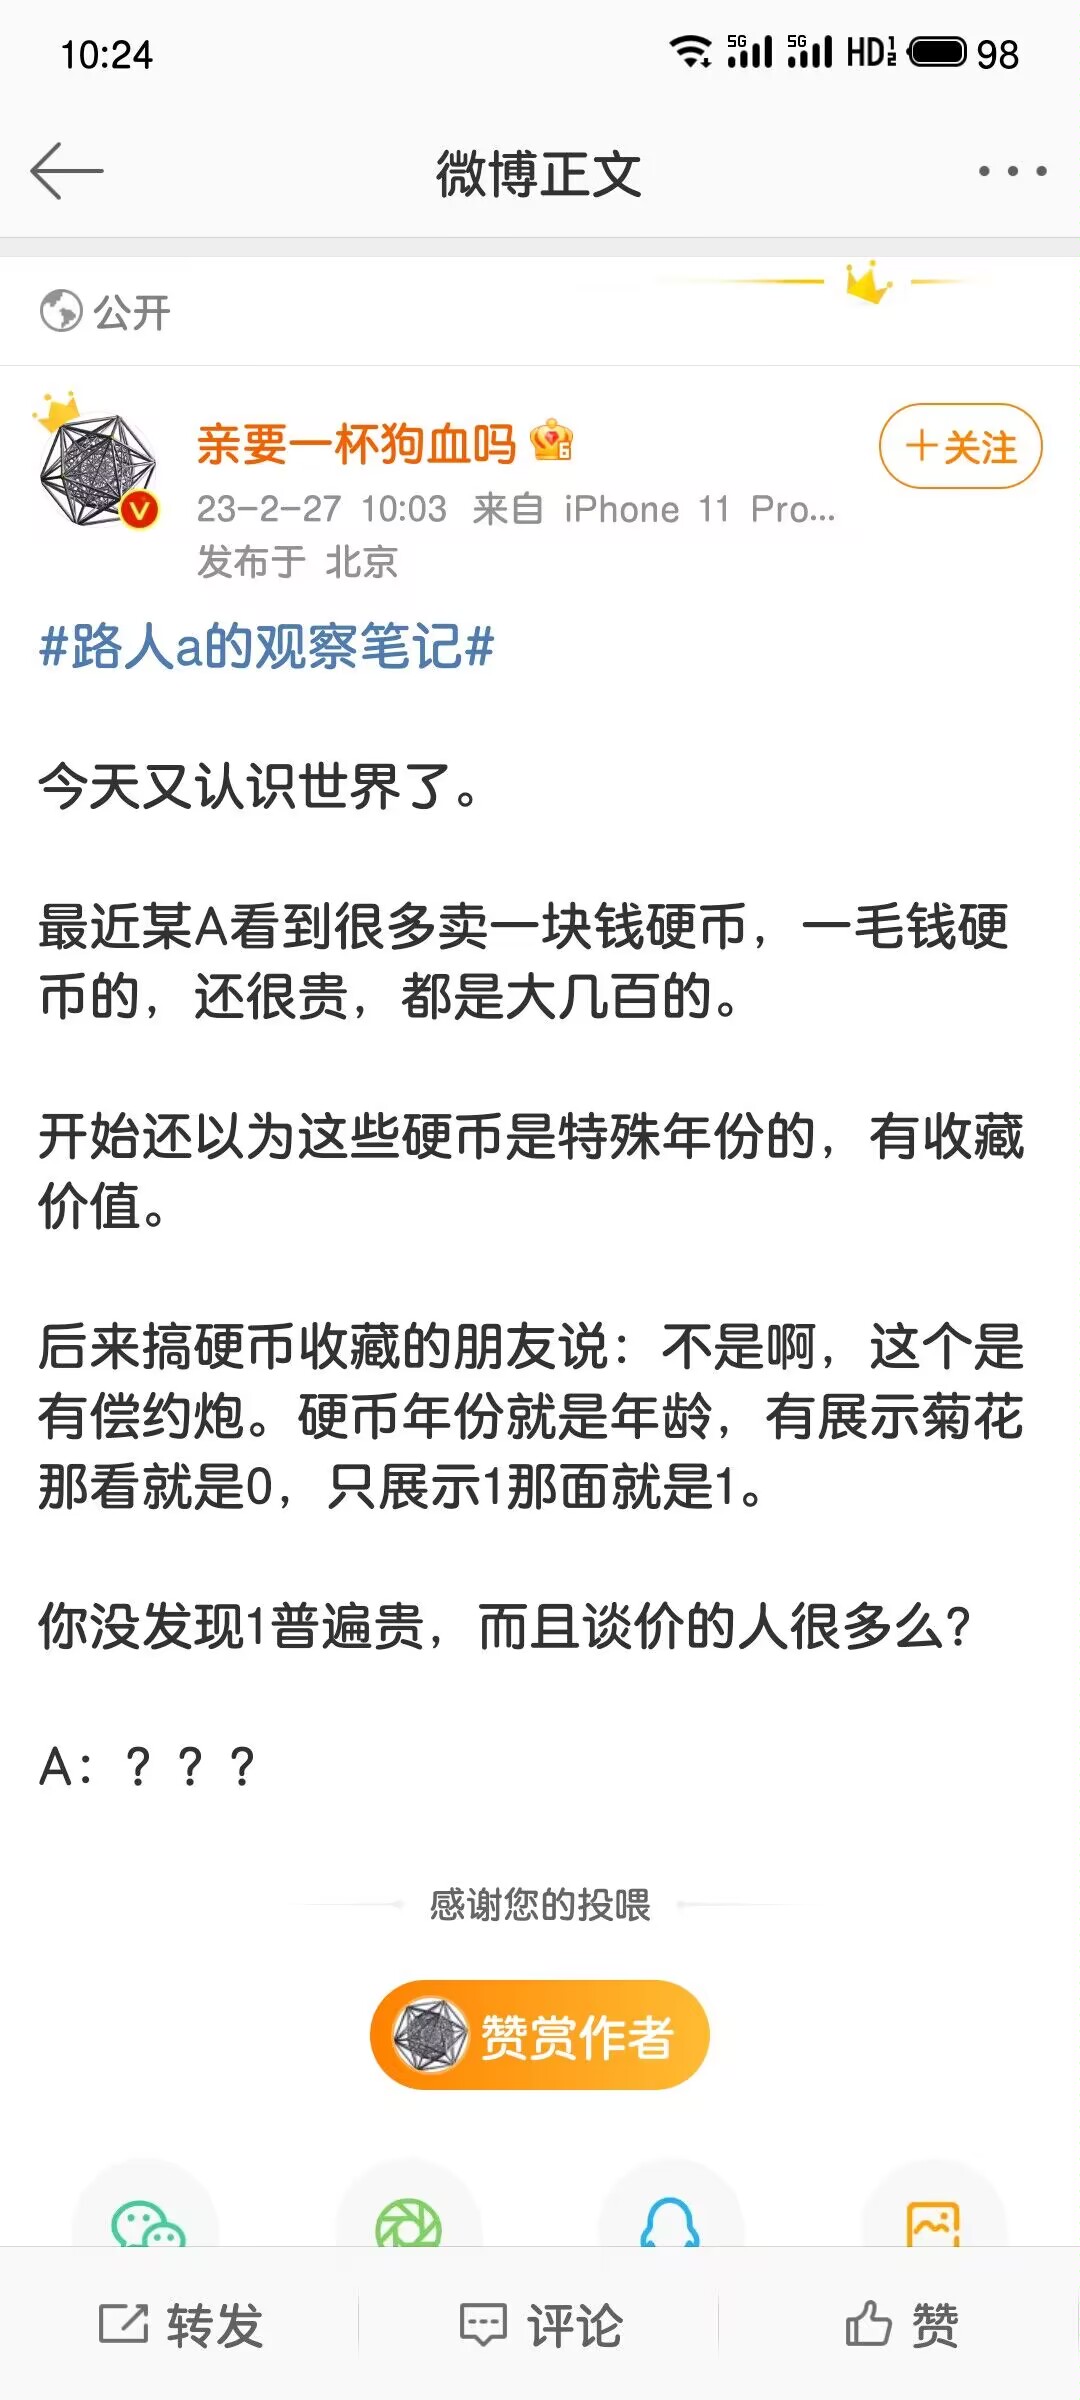 10:24
5G 5G HD 1 2 98
微博正文
公开
亲要一杯狗血吗 6
+关注
V
23-2-27 10:03 来自 iPhone 11 Pro...
发布于 北京
#路人a的观察笔记#
今天又认识世界了。
最近某A看到很多卖一块钱硬币，一毛钱硬
币的，还很贵，都是大几百的。
开始还以为这些硬币是特殊年份的，有收藏
价值。
后来搞硬币收藏的朋友说：不是啊，这个是
有偿约炮。硬币年份就是年龄，有展示菊花
那看就是0，只展示1那面就是1。
你没发现1普遍贵，而且谈价的人很多么？
A：？？？
感谢您的投喂
赞赏作者
转发
评论
赞